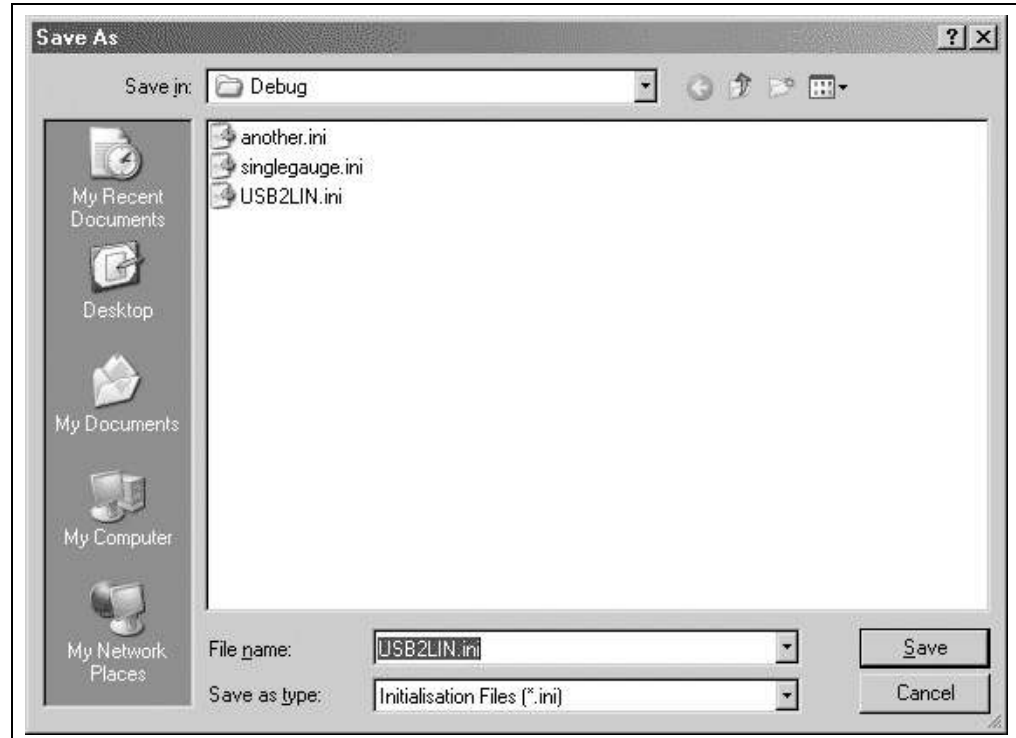 Save As
Save in: Debug
another.ini
singlegauge.ini
USB2LIN.ini
My Recent
Documents
Desktop
My Documents
My Computer
My Network
Places
File name: USB2LIN.ini
Save
Save as type: Initialisation Files (*.ini)
Cancel